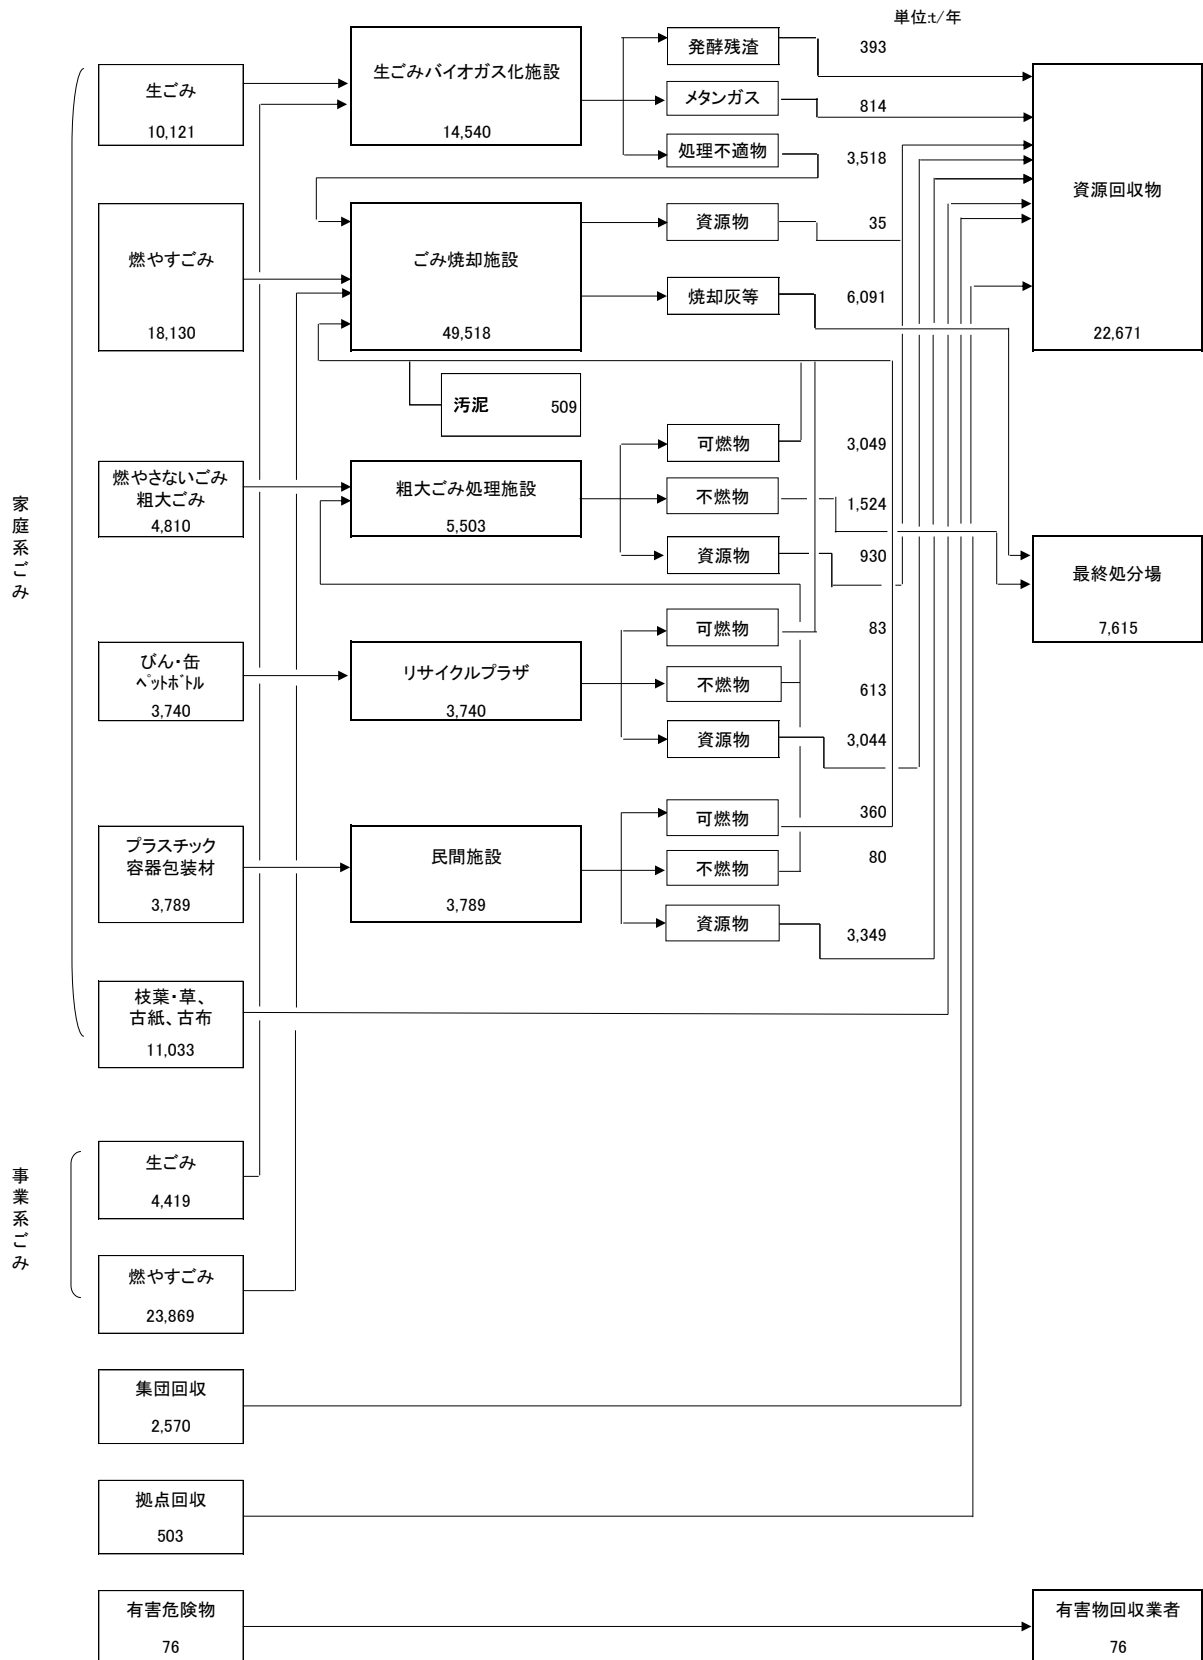 単位:t/年
家庭系ごみ
生ごみ
10,121
燃やすごみ
18,130
燃やさないごみ
粗大ごみ
4,810
びん・缶
ペットボトル
3,740
プラスチック
容器包装材
3,789
枝葉・草、
古紙、古布
11,033
事業系ごみ
生ごみ
4,419
燃やすごみ
23,869
集団回収
2,570
拠点回収
503
有害危険物
76
生ごみバイオガス化施設
14,540
ごみ焼却施設
49,518
汚泥 509
粗大ごみ処理施設
5,503
リサイクルプラザ
3,740
民間施設
3,789
発酵残渣 393
メタンガス 814
処理不適物 3,518
資源物 35
焼却灰等 6,091
可燃物 3,049
不燃物 1,524
資源物 930
可燃物 83
不燃物 613
資源物 3,044
可燃物 360
不燃物 80
資源物 3,349
資源回収物
22,671
最終処分場
7,615
有害物回収業者
76